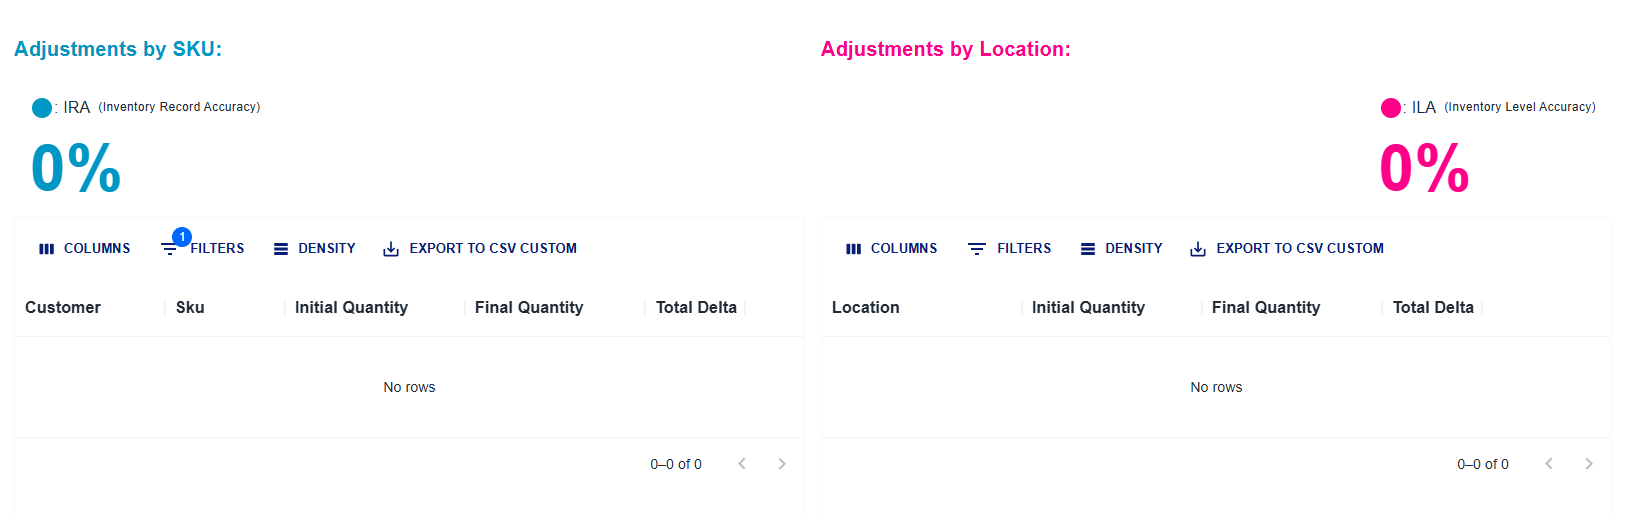 Adjustments by SKU:
: IRA (Inventory Record Accuracy)
0%
COLUMNS 1 FILTERS DENSITY EXPORT TO CSV CUSTOM
Customer Sku Initial Quantity Final Quantity Total Delta
No rows
0–0 of 0
Adjustments by Location:
: ILA (Inventory Level Accuracy)
0%
COLUMNS FILTERS DENSITY EXPORT TO CSV CUSTOM
Location Initial Quantity Final Quantity Total Delta
No rows
0–0 of 0